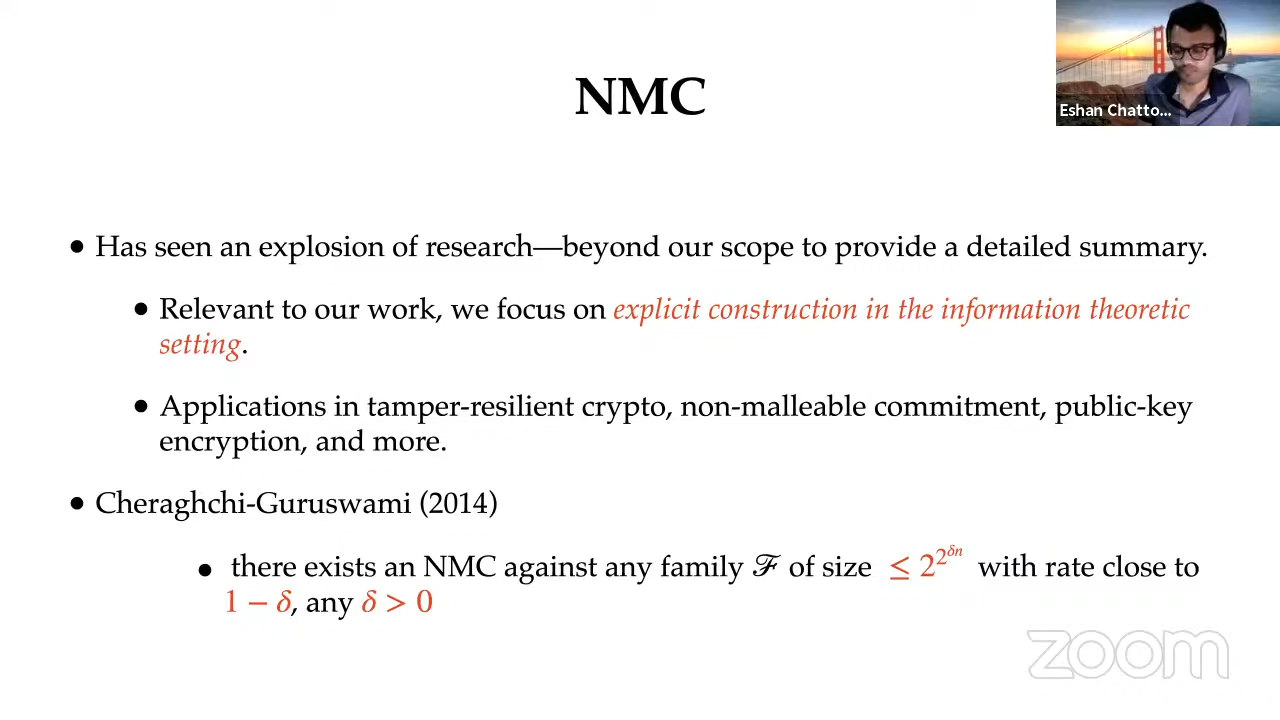 NMC
Eshan Chatto...
• Has seen an explosion of research—beyond our scope to provide a detailed summary.
• Relevant to our work, we focus on explicit construction in the information theoretic
setting.
• Applications in tamper-resilient crypto, non-malleable commitment, public-key
encryption, and more.
• Cheraghchi-Guruswami (2014)
• there exists an NMC against any family ℱ of size ≤ 2^{2^{δn}} with rate close to
1 − δ, any δ > 0
zoom